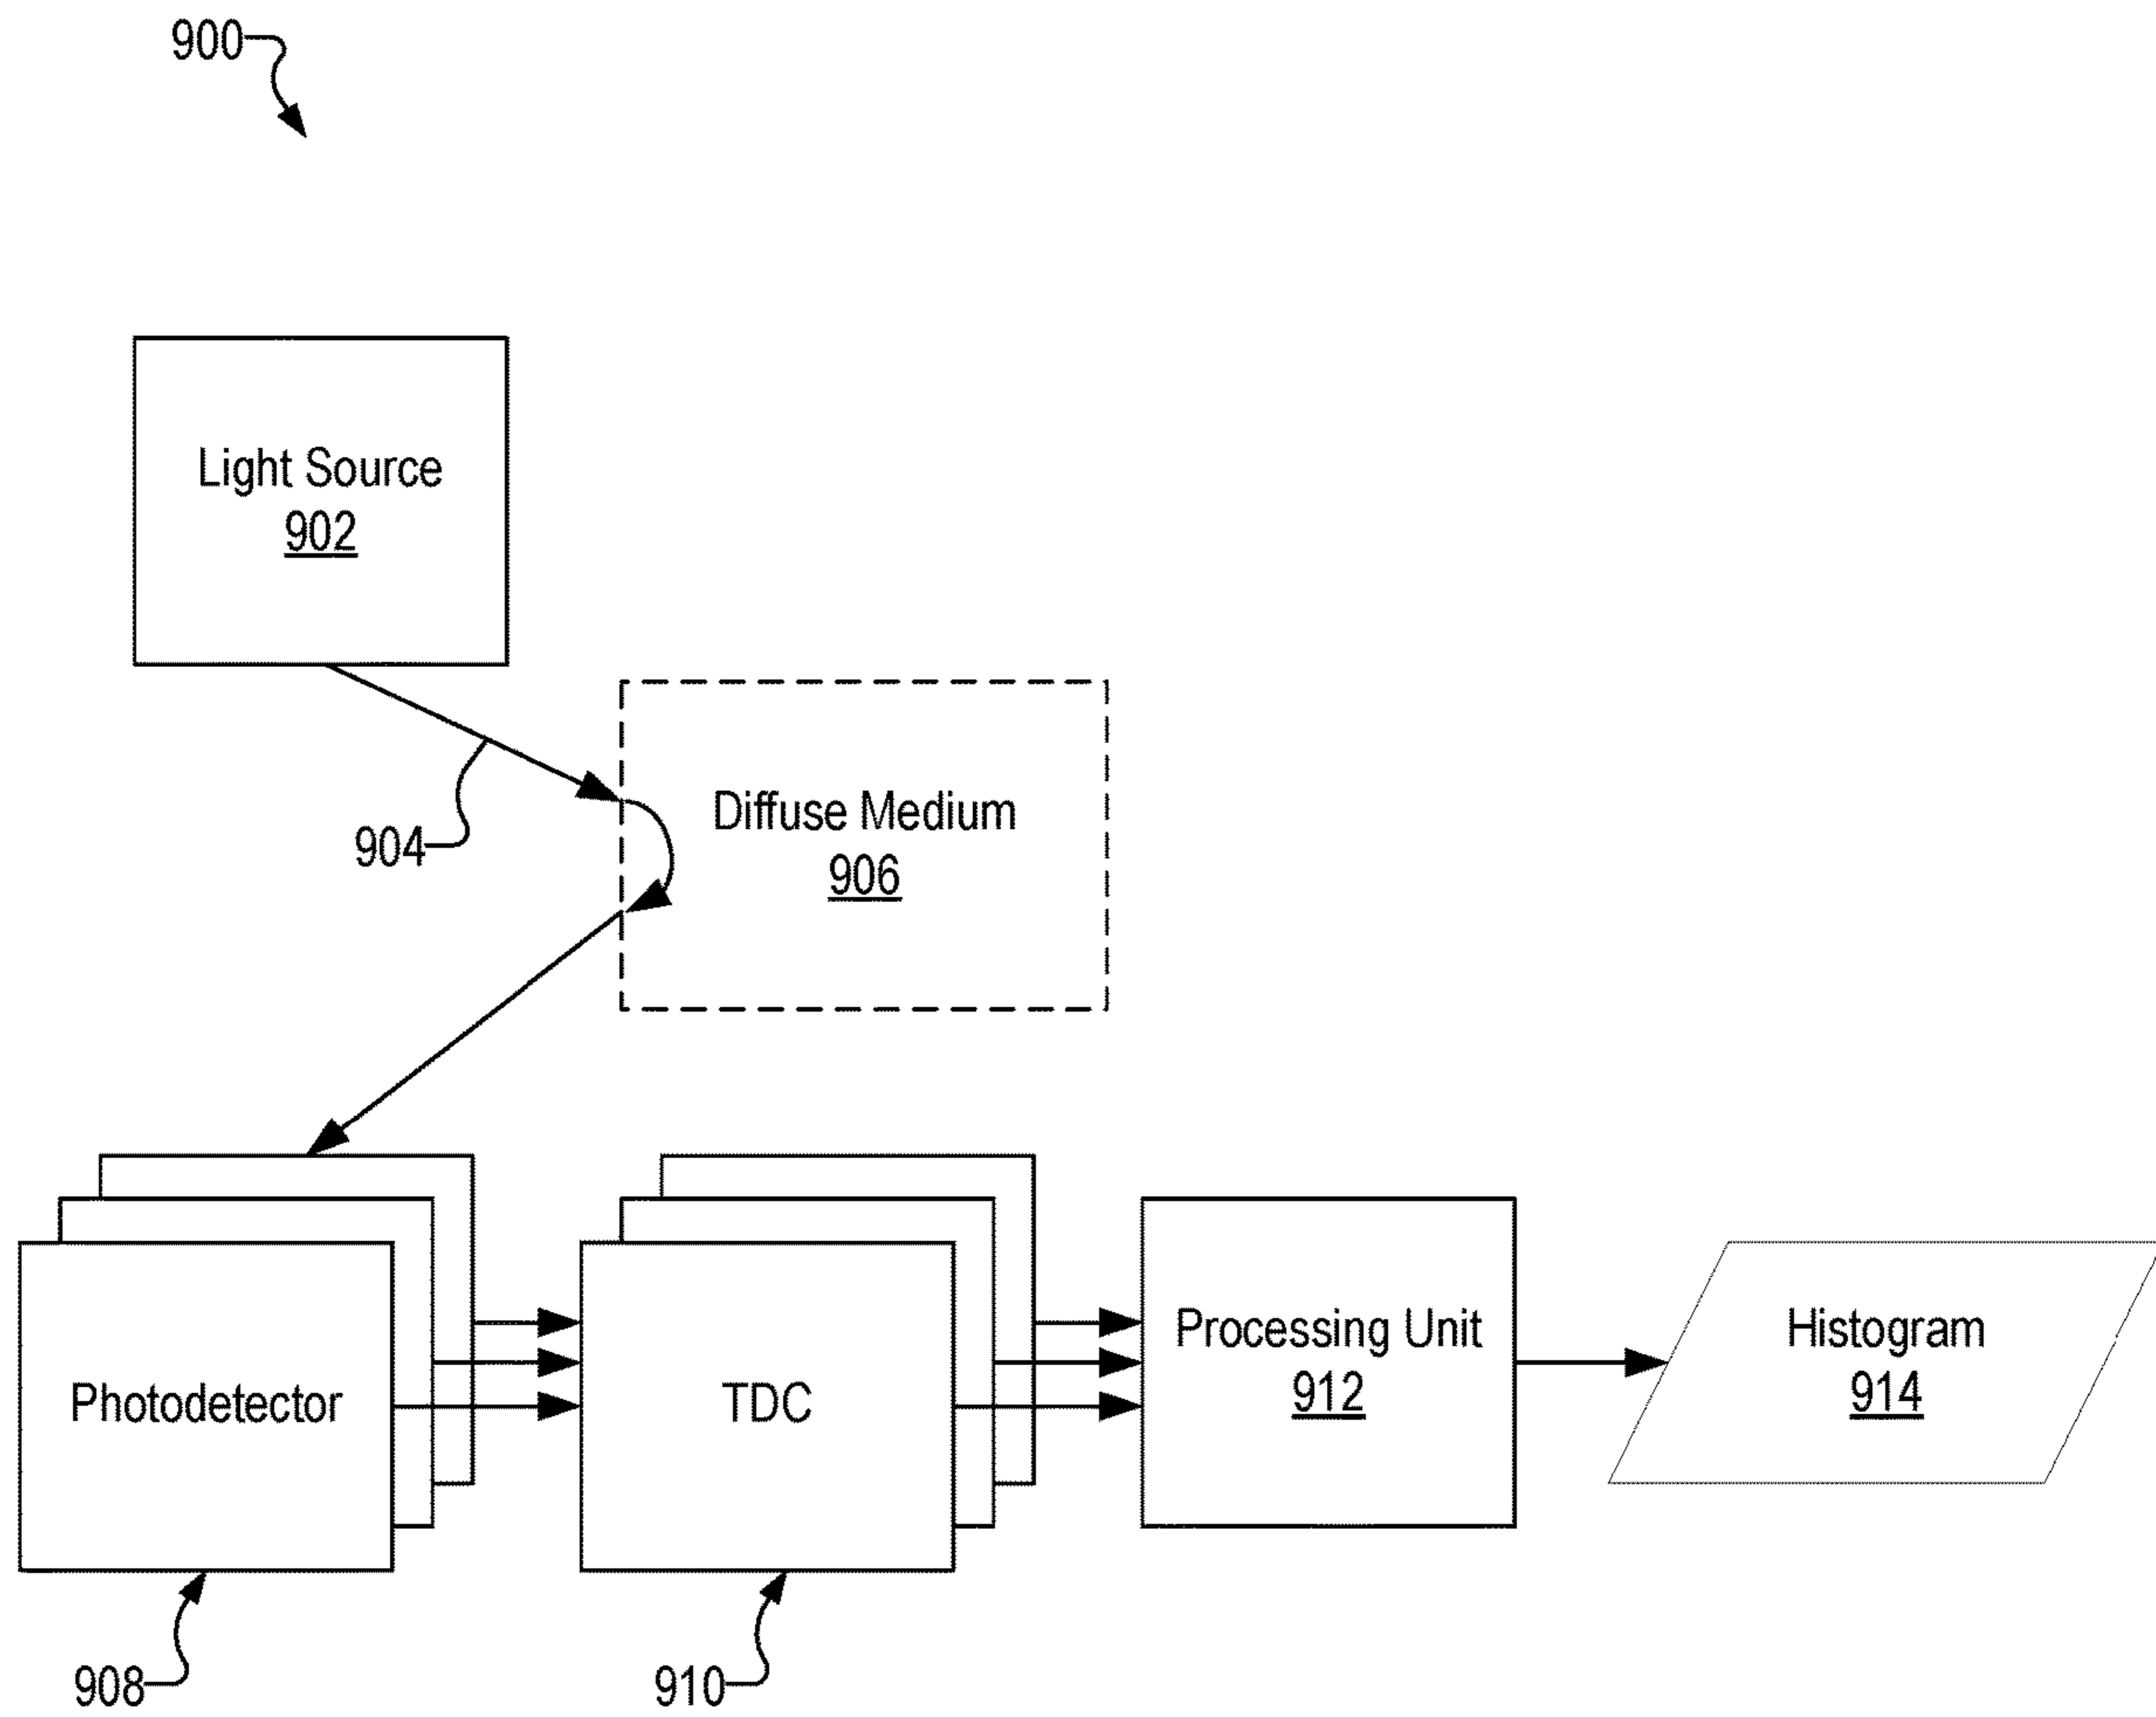 900
Light Source
902
904
Diffuse Medium
906
Photodetector
TDC
Processing Unit
912
Histogram
914
908
910